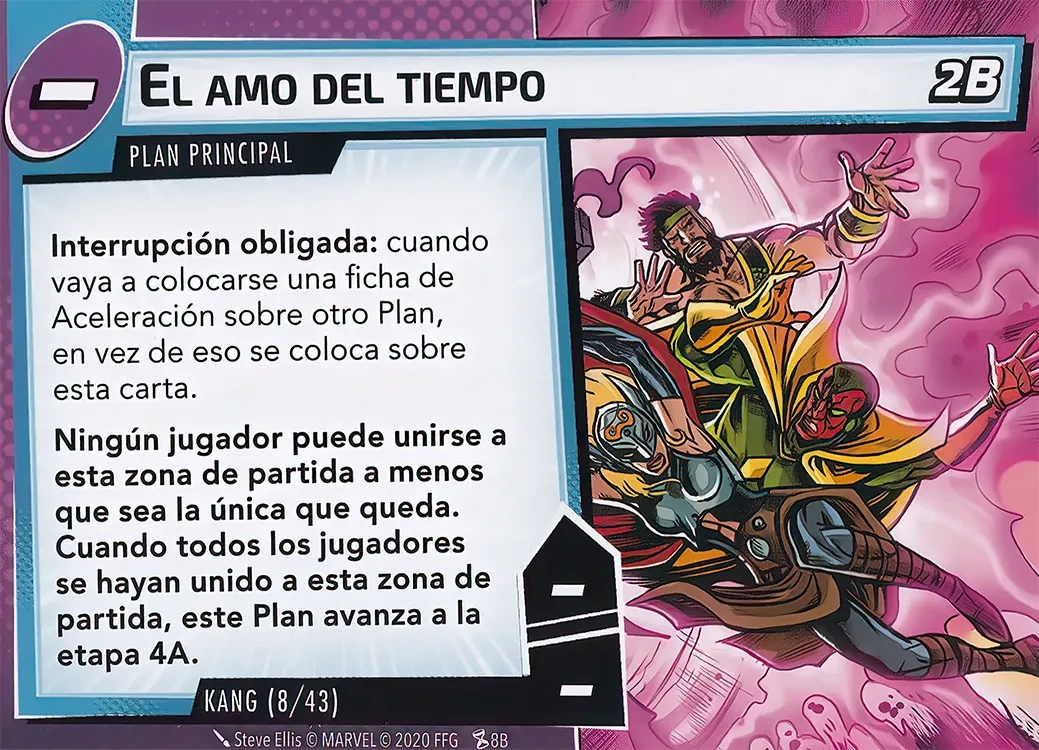 EL AMO DEL TIEMPO
2B
PLAN PRINCIPAL
Interrupción obligada: cuando
vaya a colocarse una ficha de
Aceleración sobre otro Plan,
en vez de eso se coloca sobre
esta carta.
Ningún jugador puede unirse a
esta zona de partida a menos
que sea la única que queda.
Cuando todos los jugadores
se hayan unido a esta zona de
partida, este Plan avanza a la
etapa 4A.
KANG (8/43)
Steve Ellis © MARVEL © 2020 FFG 8B